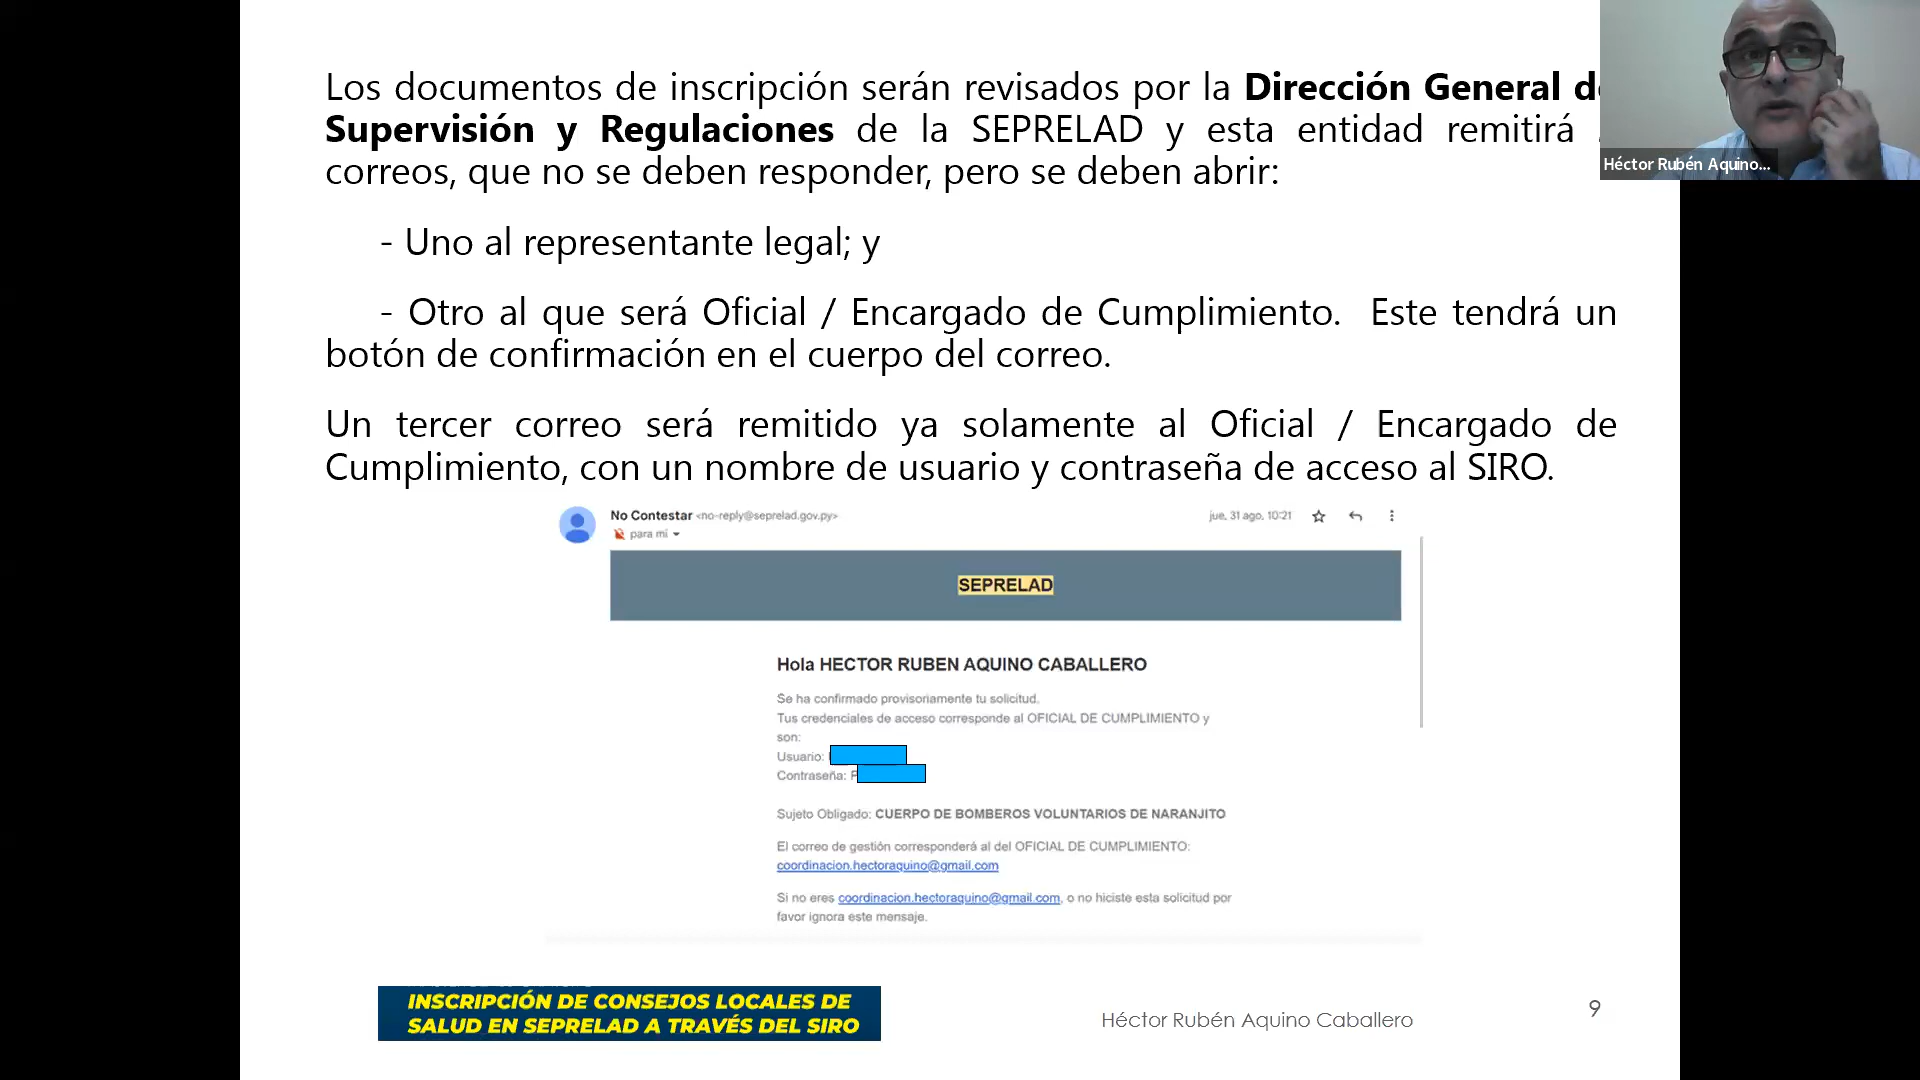 Los documentos de inscripción serán revisados por la Dirección General de
Supervisión y Regulaciones de la SEPRELAD y esta entidad remitirá
correos, que no se deben responder, pero se deben abrir:
- Uno al representante legal; y
- Otro al que será Oficial / Encargado de Cumplimiento. Este tendrá un
botón de confirmación en el cuerpo del correo.
Un tercer correo será remitido ya solamente al Oficial / Encargado de
Cumplimiento, con un nombre de usuario y contraseña de acceso al SIRO.
Héctor Rubén Aquino...
No Contestar <no-reply@seprelad.gov.py>
jue, 31 ago, 10:21
para mí
SEPRELAD
Hola HECTOR RUBEN AQUINO CABALLERO
Se ha confirmado provisoriamente tu solicitud.
Tus credenciales de acceso corresponde al OFICIAL DE CUMPLIMIENTO y
son:
Usuario:
Contraseña:
Sujeto Obligado: CUERPO DE BOMBEROS VOLUNTARIOS DE NARANJITO
El correo de gestión corresponderá al del OFICIAL DE CUMPLIMIENTO:
coordinacion.hectoraquino@gmail.com
Si no eres coordinacion.hectoraquino@gmail.com, o no hiciste esta solicitud por
favor ignora este mensaje.
INSCRIPCIÓN DE CONSEJOS LOCALES DE
SALUD EN SEPRELAD A TRAVÉS DEL SIRO
Héctor Rubén Aquino Caballero
9